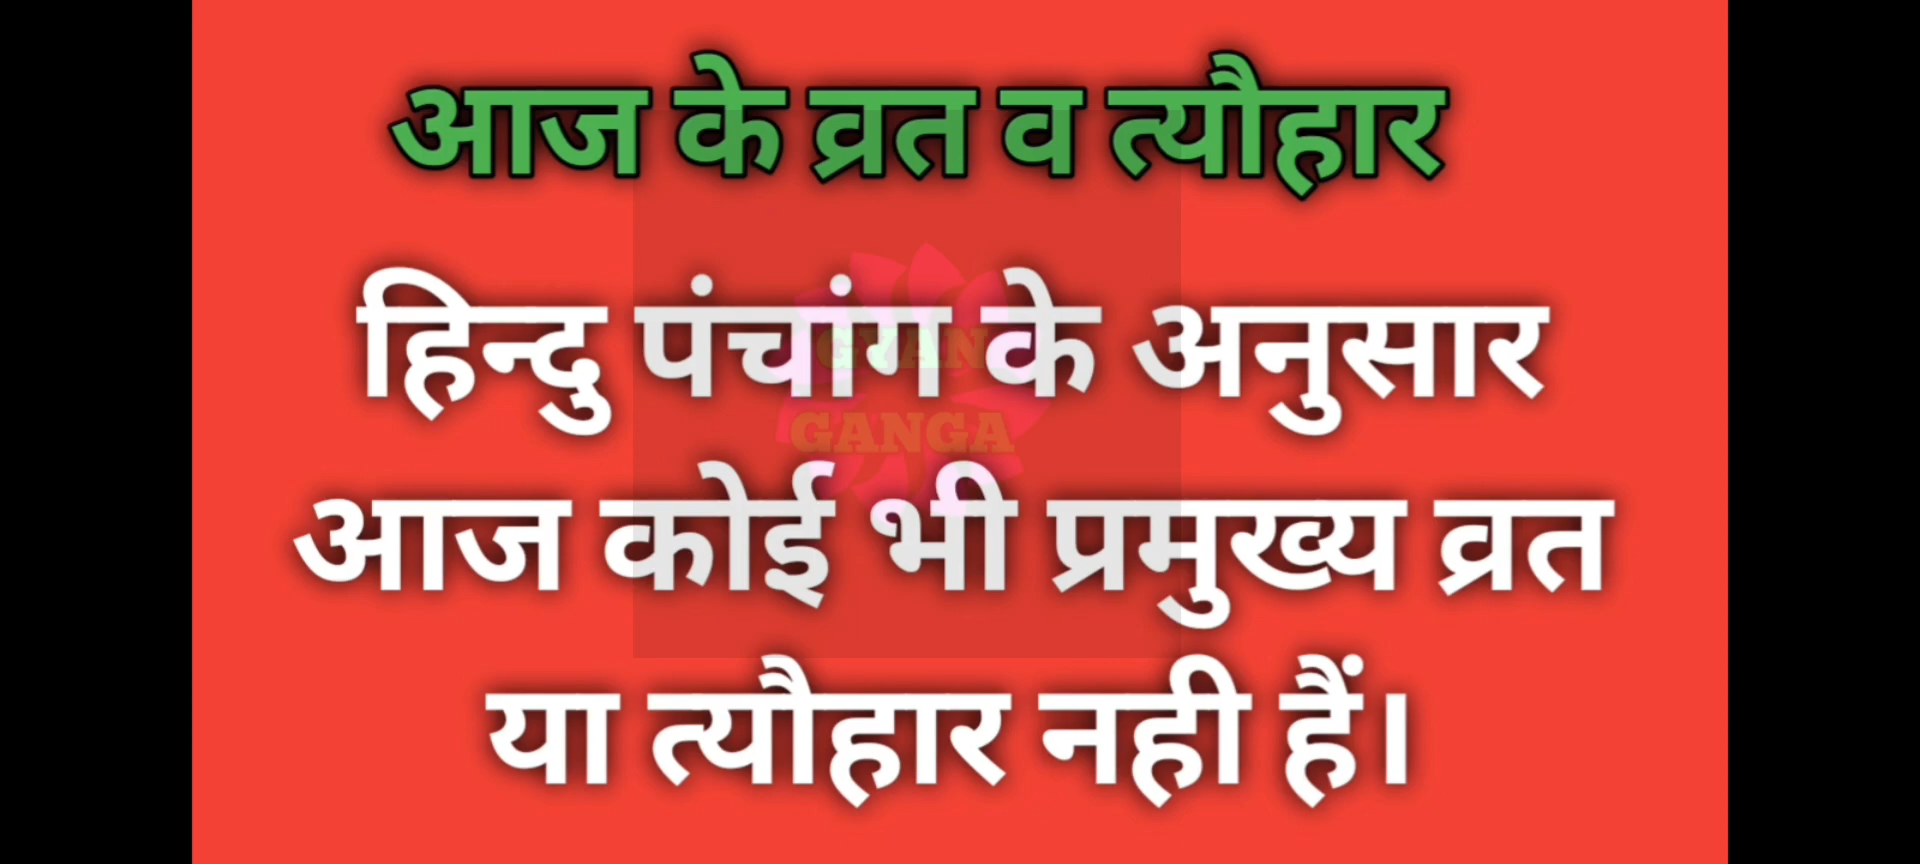 आज के व्रत व त्यौहार
हिन्दु पंचांग के अनुसार
GYAN
GANGA
आज कोई भी प्रमुख्य व्रत
या त्यौहार नही हैं।